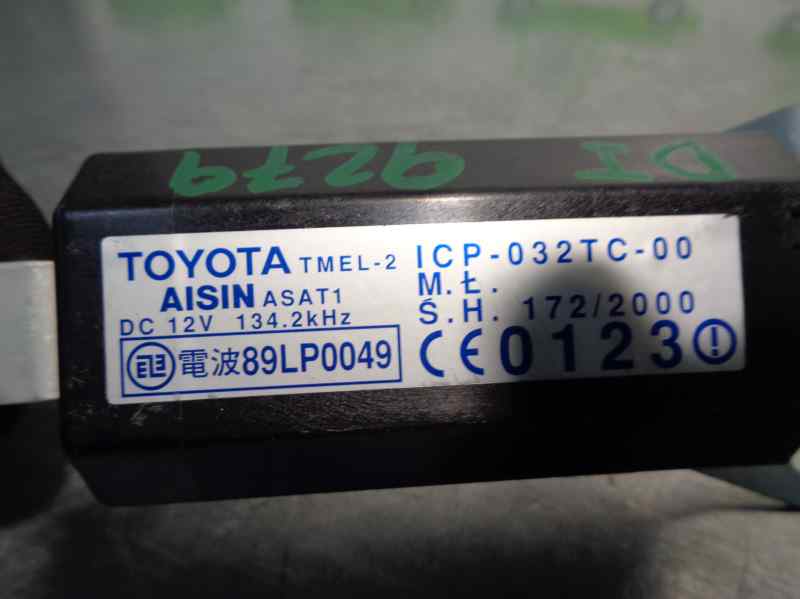 9279 DI
TOYOTA TMEL-2
AISIN ASAT1
DC 12V 134.2kHz
電波89LP0049
ICP-032TC-00
M.Ł.
Ś.H. 172/2000
CE0123